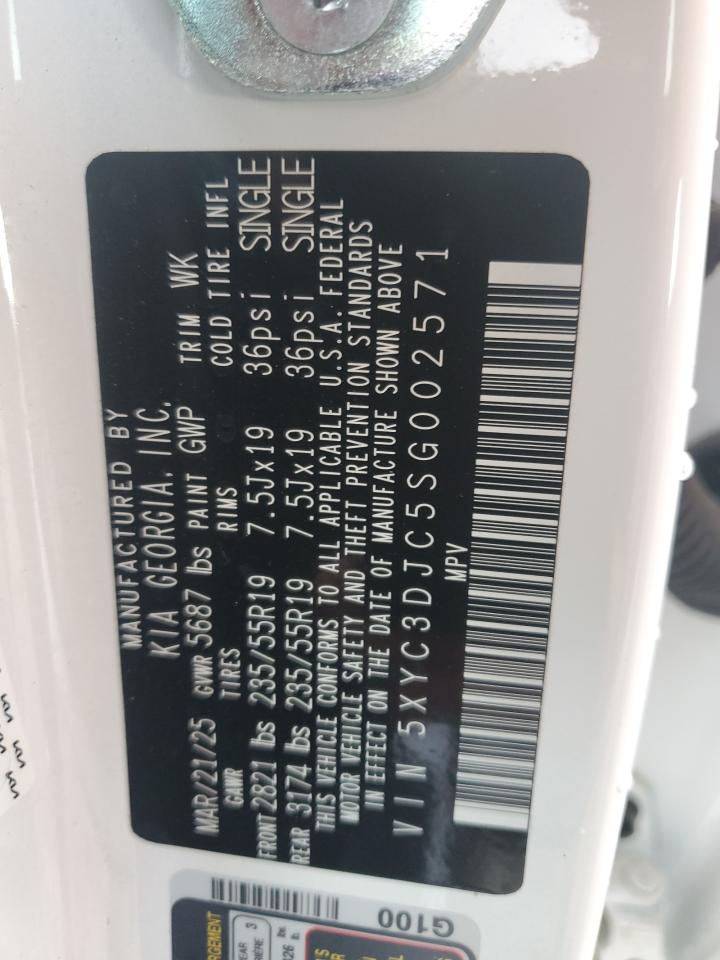 MANUFACTURED BY
KIA GEORGIA, INC.
MAR/21/25 GVWR 5687 lbs PAINT GWP TRIM WK
GAWR TIRES RIMS COLD TIRE INFL
FRONT 2821 lbs 235/55R19 7.5Jx19 36psi SINGLE
REAR 3174 lbs 235/55R19 7.5Jx19 36psi SINGLE
THIS VEHICLE CONFORMS TO ALL APPLICABLE U.S.A. FEDERAL
MOTOR VEHICLE SAFETY AND THEFT PREVENTION STANDARDS
IN EFFECT ON THE DATE OF MANUFACTURE SHOWN ABOVE
VIN 5XYC3DJC5SG002571
MPV
G100
3